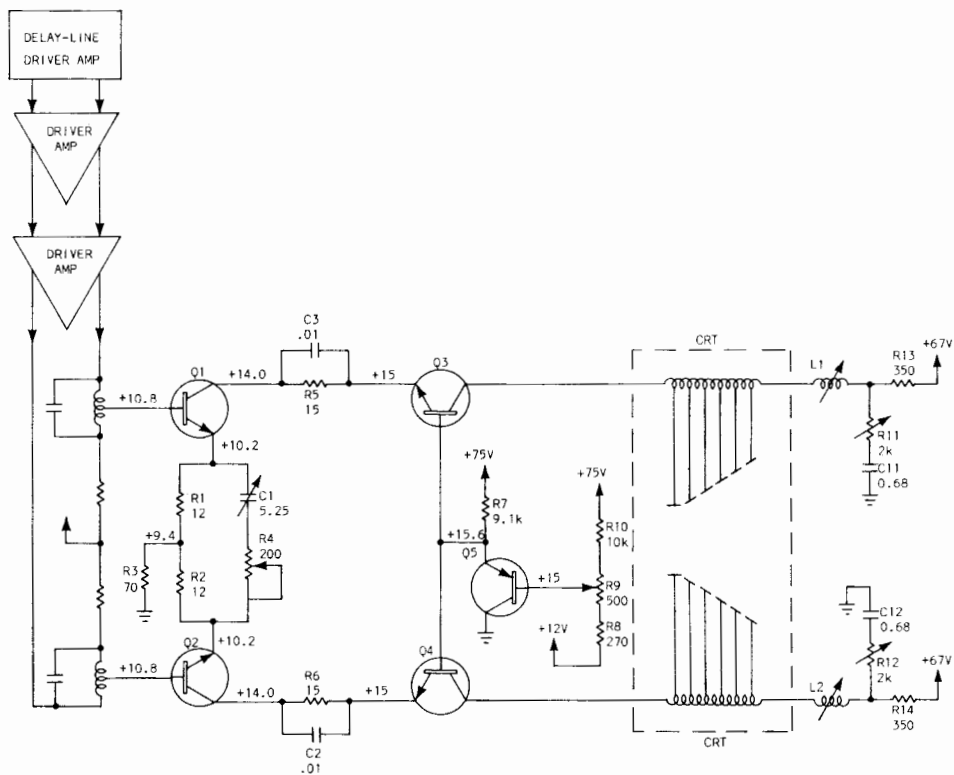 DELAY-LINE
DRIVER AMP
DRIVER
AMP
DRIVER
AMP
C3
.01
CRT
Q1
+14.0
R5
15
+15
Q3
L1
R13
350
+67V
+10.8
+10.2
R11
2k
C11
0.68
R1
12
C1
5.25
+75V
R7
9.1k
+75V
+9.4
R3
70
R2
12
R4
200
+15.6
Q5
+15
R10
10k
R9
500
+12V
R8
270
C12
0.68
R12
2k
Q2
+10.2
+10.8
+14.0
R6
15
+15
Q4
L2
+67V
R14
350
C2
.01
CRT